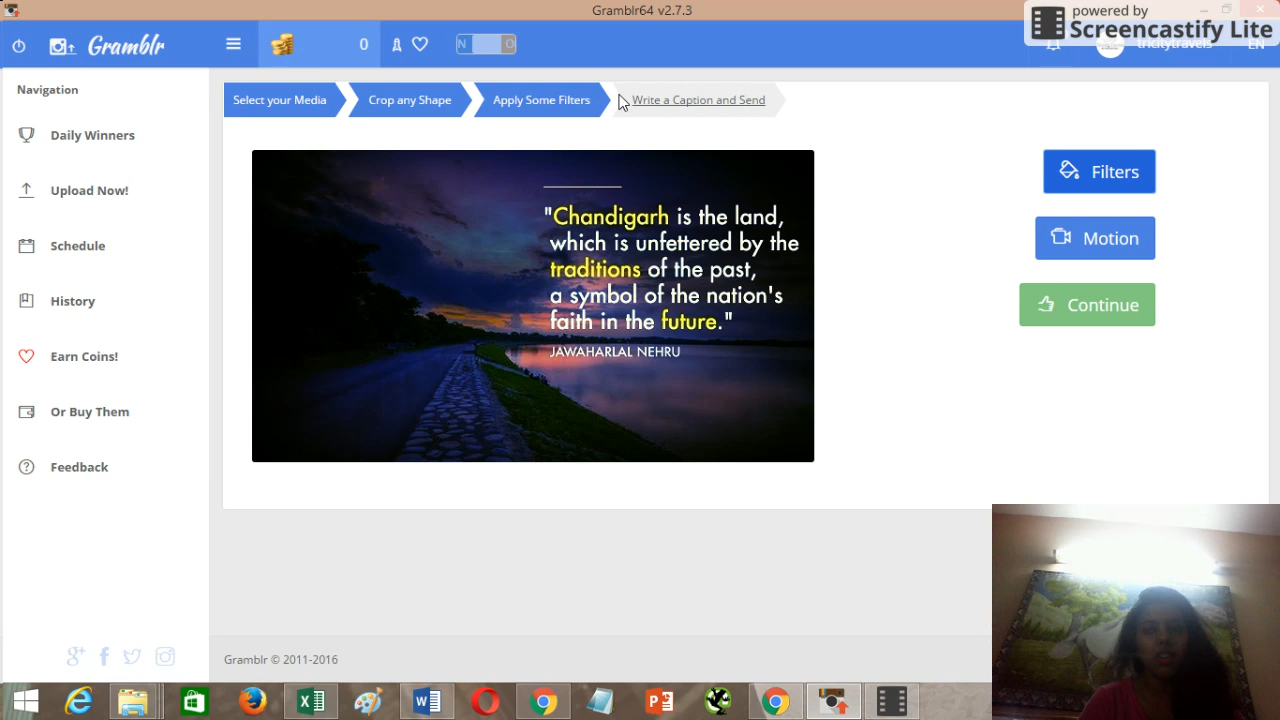 Gramblr64 v2.7.3
powered by
Screencastify Lite
Gramblr
0
N O
tricitytravels
EN
Navigation
Daily Winners
Upload Now!
Schedule
History
Earn Coins!
Or Buy Them
Feedback
Select your Media
Crop any Shape
Apply Some Filters
Write a Caption and Send
"Chandigarh is the land,
which is unfettered by the
traditions of the past,
a symbol of the nation's
faith in the future."
JAWAHARLAL NEHRU
Filters
Motion
Continue
Gramblr © 2011-2016